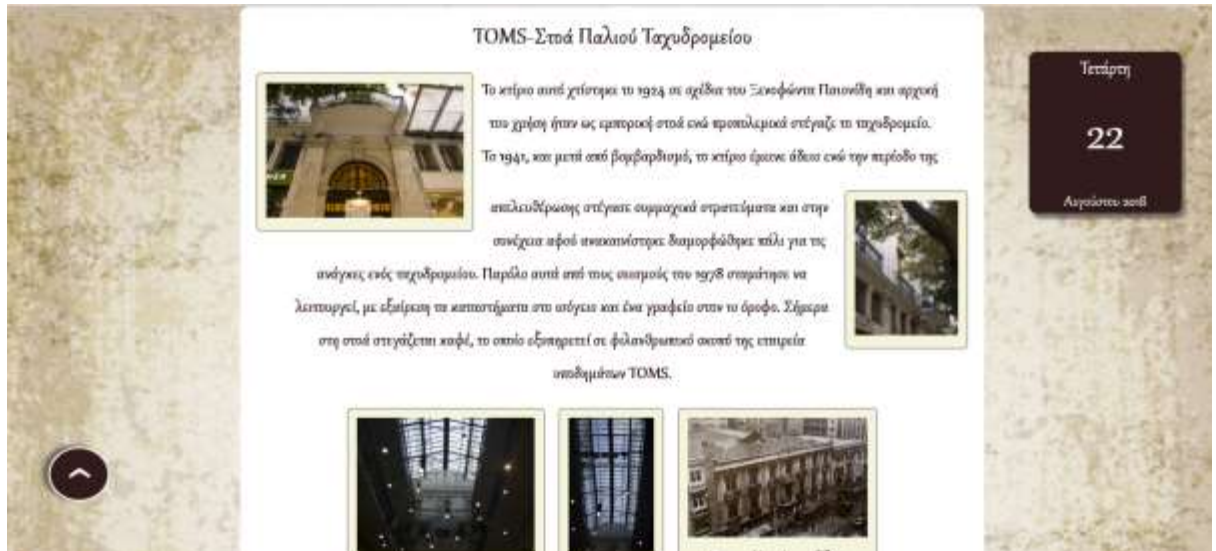 TOMS-Στοά Παλιού Ταχυδρομείου
Το κτίριο αυτό χτίστηκε το 1924 σε σχέδια του Ξενοφώντα Παιονίδη και αρχική
του χρήση ήταν ως εμπορική στοά ενώ προπολεμικά στέγαζε το ταχυδρομείο.
Το 1941, και μετά από βομβαρδισμό, το κτίριο έμεινε άδειο ενώ την περίοδο της
απελευθέρωσης στέγασε συμμαχικά στρατεύματα και στην
συνέχεια αφού ανακαινίστηκε διαμορφώθηκε πάλι για τις
ανάγκες ενός ταχυδρομείου. Παρόλο αυτά από τους σεισμούς του 1978 σταμάτησε να
λειτουργεί, με εξαίρεση τα καταστήματα στο ισόγειο και ένα γραφείο στον 1ο όροφο. Σήμερα
στη στοά στεγάζεται καφέ, το οποίο εξυπηρετεί σε φιλανθρωπικό σκοπό της εταιρεία
υποδημάτων TOMS.
Τετάρτη
22
Αυγούστου 2018